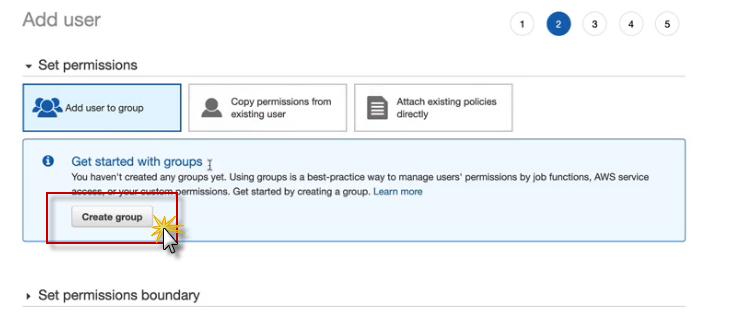 Add user
1 2 3 4 5
Set permissions
Add user to group
Copy permissions from
existing user
Attach existing policies
directly
Get started with groups
You haven't created any groups yet. Using groups is a best-practice way to manage users' permissions by job functions, AWS service
access, or your custom permissions. Get started by creating a group. Learn more
Create group
Set permissions boundary